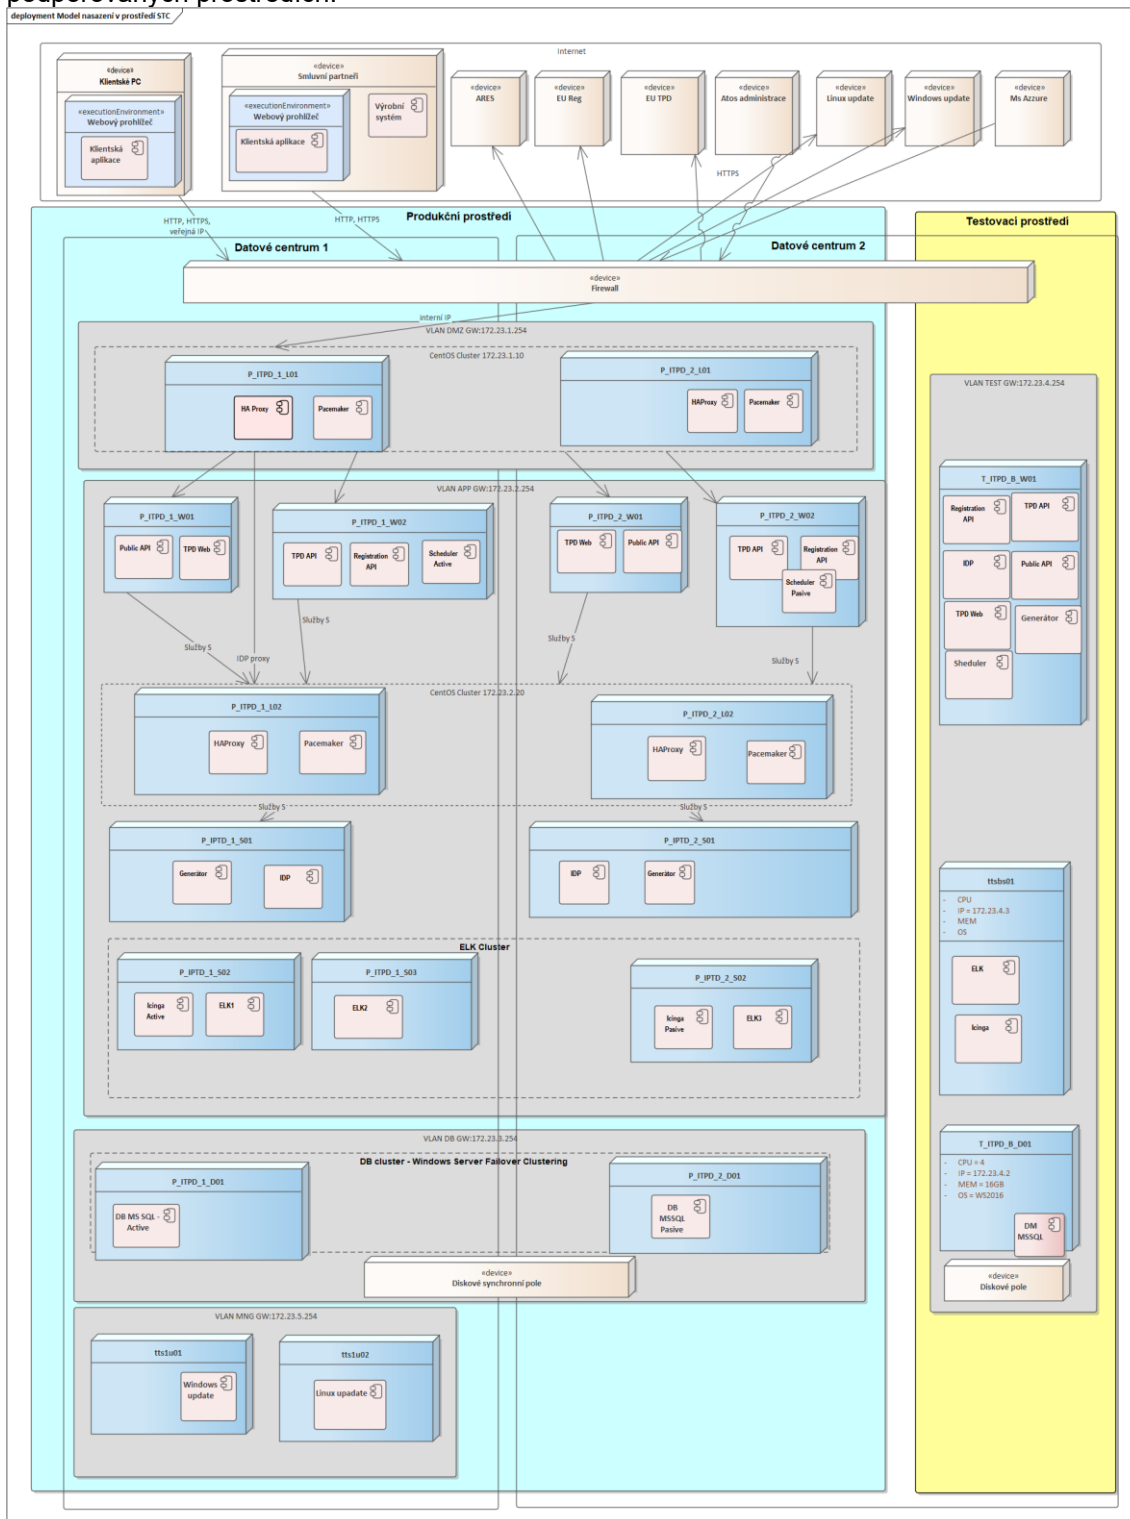 podporovaných prostředích.
deployment Model nasazení v prostředí STC
Internet
«device»
Klientské PC
«executionEnvironment»
Webový prohlížeč
Klientská
aplikace
«device»
Smluvní partneři
«executionEnvironment»
Webový prohlížeč
Klientská aplikace
Výrobní
systém
«device»
ARES
«device»
EU Reg
«device»
EU TPD
«device»
Atos administrace
«device»
Linux update
«device»
Windows update
«device»
Ms Azzure
HTTPS
HTTP, HTTPS,
veřejná IP
HTTP, HTTPS
Produkční prostředí
Testovaci prostředí
Datové centrum 1
Datové centrum 2
«device»
Firewall
interní IP
VLAN DMZ GW:172.23.1.254
CentOS Cluster 172.23.1.10
P_ITPD_1_L01
HA Proxy
Pacemaker
P_ITPD_2_L01
HAProxy
Pacemaker
VLAN APP GW:172.23.2.254
P_ITPD_1_W01
Public API
TPD Web
P_ITPD_1_W02
TPD API
Registration
API
Scheduler
Active
P_ITPD_2_W01
TPD Web
Public API
P_ITPD_2_W02
TPD API
Registration
API
Scheduler
Pasive
Služby S
IDP proxy
Služby S
Služby S
Služby S
CentOS Cluster 172.23.2.20
P_ITPD_1_L02
HAProxy
Pacemaker
P_ITPD_2_L02
HAProxy
Pacemaker
Služby S
Služby S
P_IPTD_1_S01
Generátor
IDP
P_IPTD_2_S01
IDP
Generátor
ELK Cluster
P_IPTD_1_S02
Icinga
Active
ELK1
P_ITPD_1_S03
ELK2
P_IPTD_2_S02
Icinga
Pasive
ELK3
VLAN DB GW:172.23.3.254
DB cluster - Windows Server Failover Clustering
P_ITPD_1_D01
DB MS SQL -
Active
P_ITPD_2_D01
DB
MSSQL
Pasive
«device»
Diskové synchronní pole
VLAN MNG GW:172.23.5.254
tts1u01
Windows
update
tts1u02
Linux upadate
VLAN TEST GW:172.23.4.254
T_ITPD_B_W01
Registration
API
TPD API
IDP
Public API
TPD Web
Generátor
Sheduler
ttsbs01
- CPU
- IP = 172.23.4.3
- MEM
- OS
ELK
Icinga
T_ITPD_B_D01
- CPU = 4
- IP = 172.23.4.2
- MEM = 16GB
- OS = WS2016
DM
MSSQL
«device»
Diskové pole